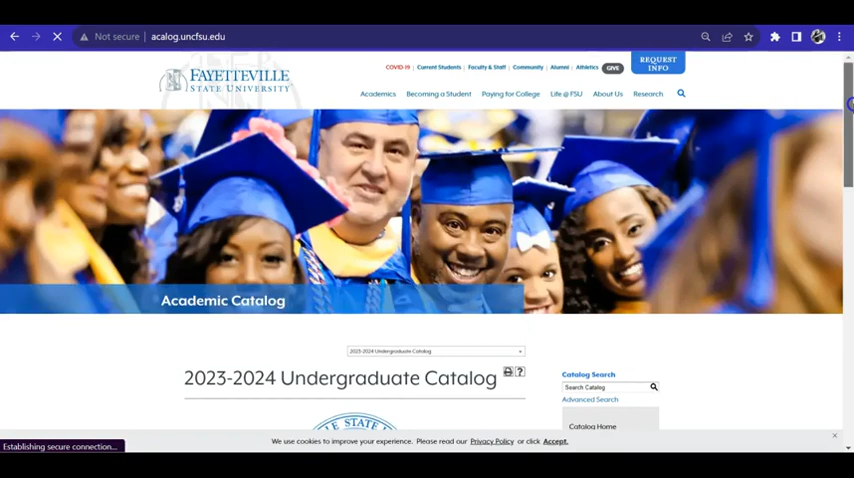 Not secure | acalog.uncfsu.edu
COVID-19 | Current Students | Faculty & Staff | Community | Alumni | Athletics GIVE
REQUEST INFO
FAYETTEVILLE
STATE UNIVERSITY
Academics Becoming a Student Paying for College Life @ FSU About Us Research
Academic Catalog
2023-2024 Undergraduate Catalog
2023-2024 Undergraduate Catalog
Catalog Search
Search Catalog
Advanced Search
Catalog Home
We use cookies to improve your experience. Please read our Privacy Policy or click Accept.
Establishing secure connection...